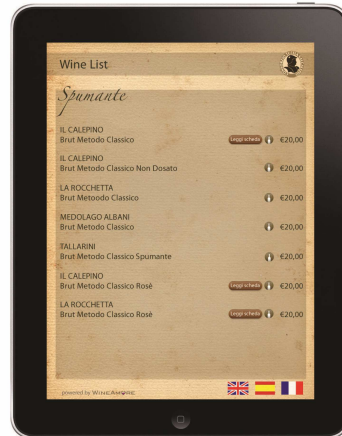 Wine List
Spumante
IL CALEPINO
Brut Metodo Classico Leggi scheda €20,00
IL CALEPINO
Brut Metodo Classico Non Dosato €20,00
LA ROCCHETTA
Brut Metoodo Classico €20,00
MEDOLAGO ALBANI
Brut Metodo Classico €20,00
TALLARINI
Brut Metodo Classico Spumante €20,00
IL CALEPINO
Brut Metodo Classico Rosè Leggi scheda €20,00
LA ROCCHETTA
Brut Metodo Classico Rosè Leggi scheda €20,00
powered by WINEAMORE